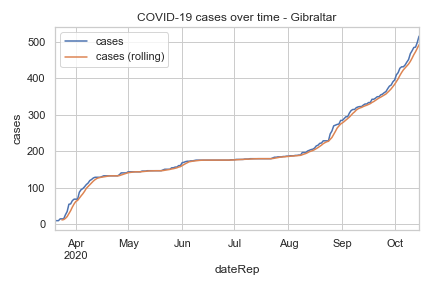 COVID-19 cases over time - Gibraltar
cases
cases (rolling)
500
400
300
200
100
0
cases
Apr
2020
May
Jun
Jul
Aug
Sep
Oct
dateRep